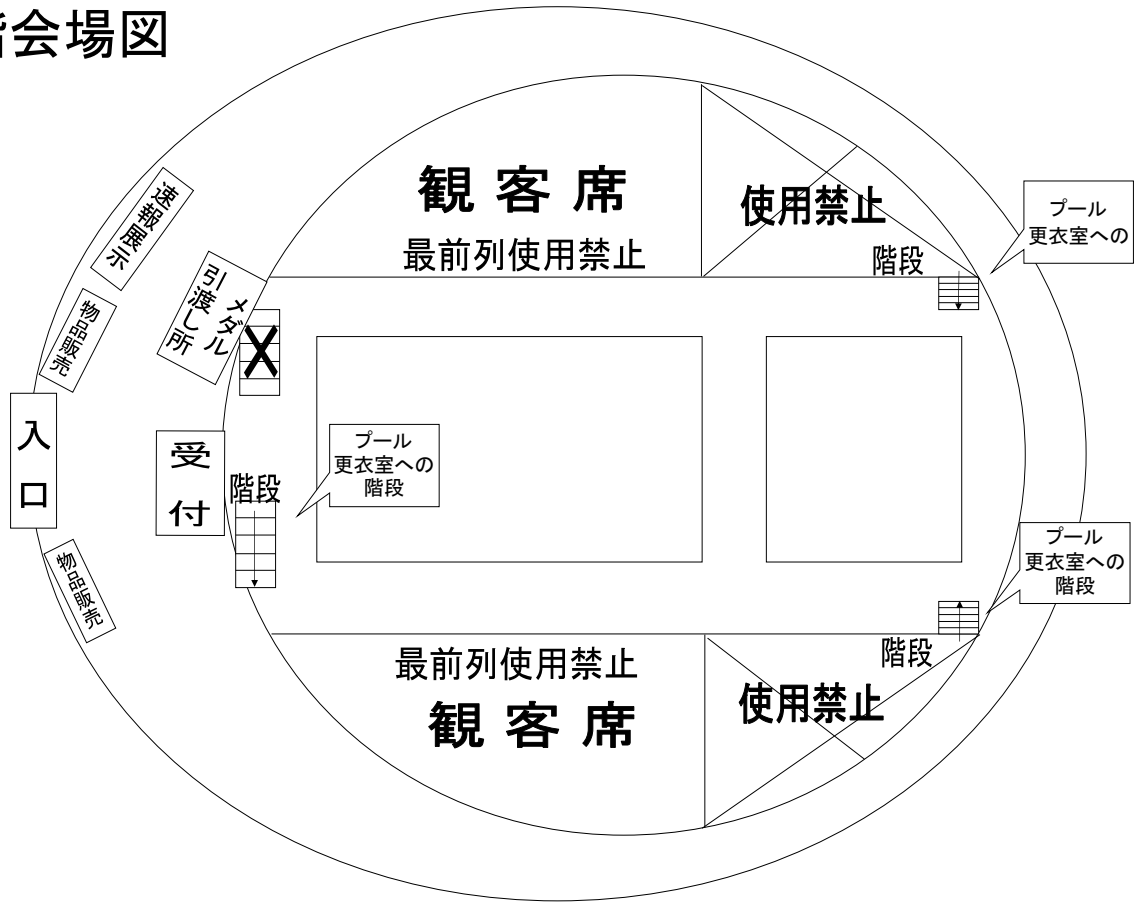 階会場図
観客席
最前列使用禁止
使用禁止
階段
プール
更衣室への
速報展示
メダル
引渡し所
物品販売
入口
受付
階段
プール
更衣室への
階段
物品販売
プール
更衣室への
階段
階段
最前列使用禁止
観客席
使用禁止